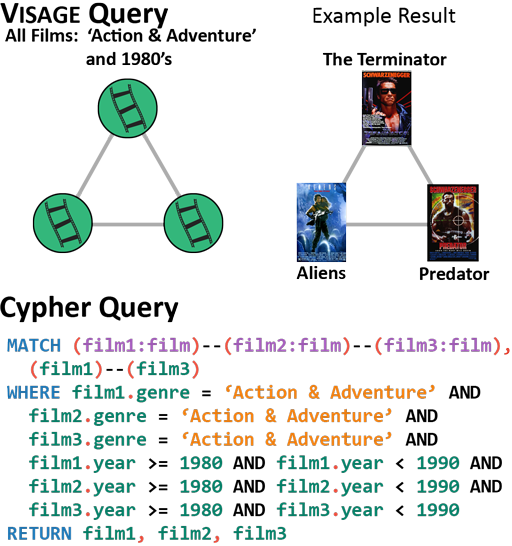 VISAGE Query
All Films: ‘Action & Adventure’
and 1980’s
Example Result
The Terminator
SCHWARZENEGGER
ALIENS
SCHWARZENEGGER
PREDATOR
Aliens
Predator
Cypher Query
MATCH (film1:film)--(film2:film)--(film3:film),
(film1)--(film3)
WHERE film1.genre = ‘Action & Adventure’ AND
film2.genre = ‘Action & Adventure’ AND
film3.genre = ‘Action & Adventure’ AND
film1.year >= 1980 AND film1.year < 1990 AND
film2.year >= 1980 AND film2.year < 1990 AND
film3.year >= 1980 AND film3.year < 1990
RETURN film1, film2, film3